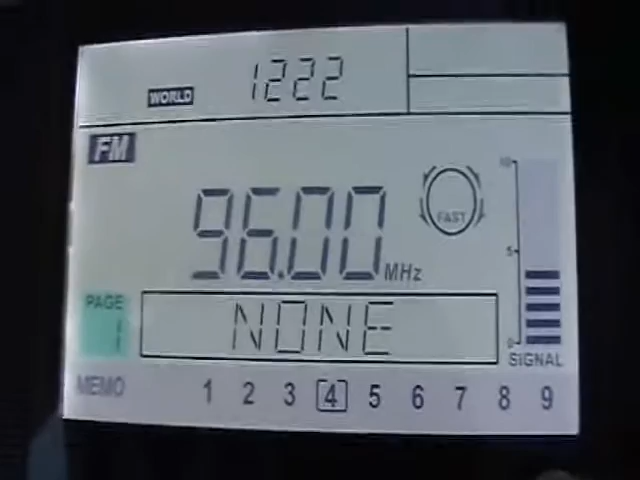 WORLD 1222
FM
96.00 MHz
FAST
10
5
0
PAGE 1
NONE
SIGNAL
MEMO 1 2 3 [4] 5 6 7 8 9